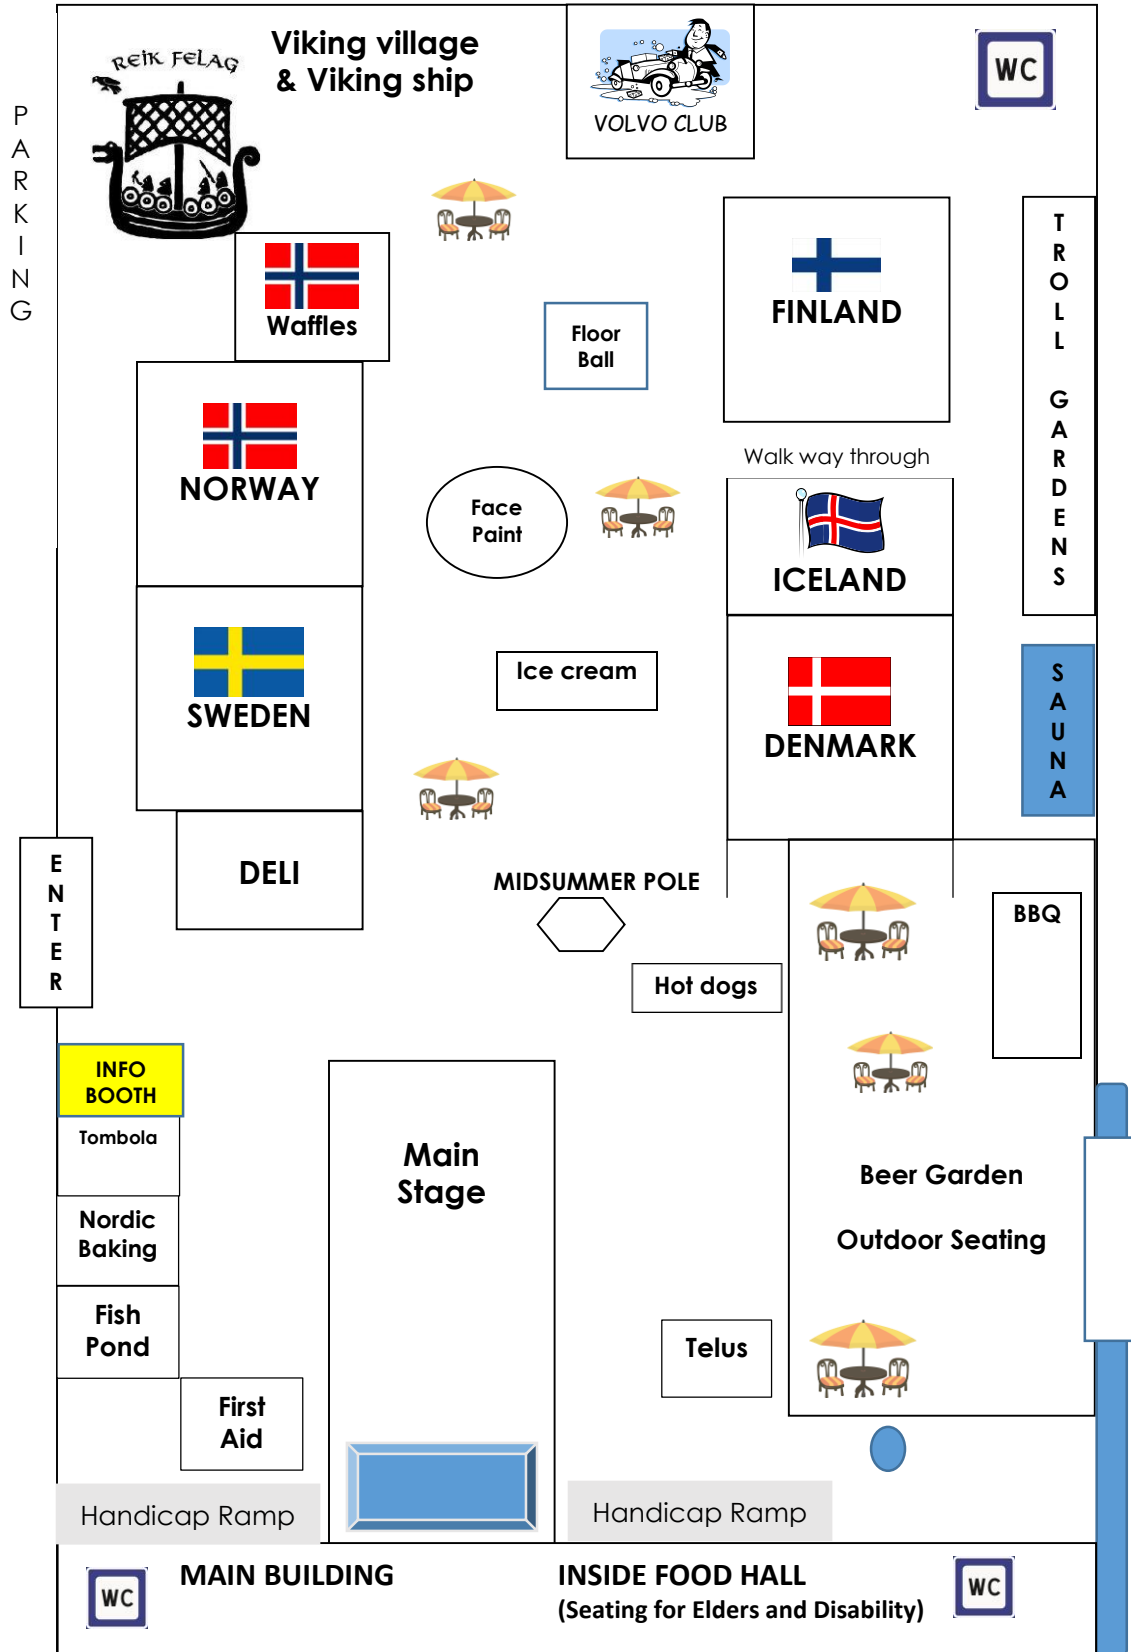 REIK FELAG
Viking village
& Viking ship
VOLVO CLUB
WC
PARKING
Waffles
FINLAND
Floor
Ball
TROLL GARDENS
NORWAY
Walk way through
Face
Paint
ICELAND
SWEDEN
Ice cream
DENMARK
SAUNA
DELI
ENTER
MIDSUMMER POLE
BBQ
Hot dogs
INFO
BOOTH
Tombola
Main
Stage
Beer Garden
Outdoor Seating
Nordic
Baking
Fish
Pond
Telus
First
Aid
Handicap Ramp
Handicap Ramp
WC
MAIN BUILDING
INSIDE FOOD HALL
(Seating for Elders and Disability)
WC